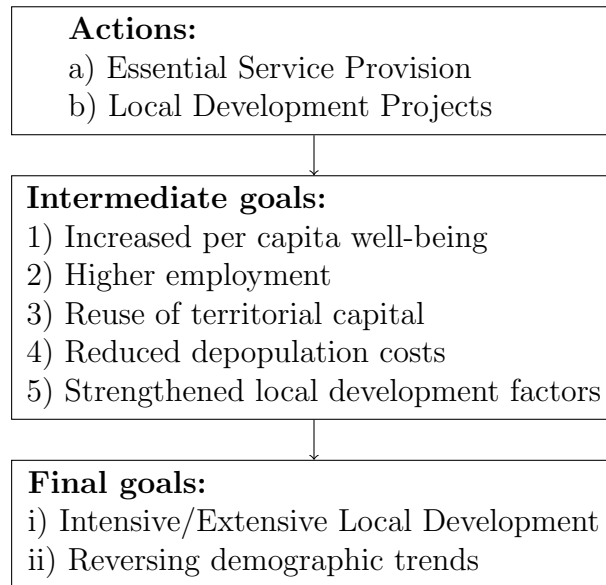 Actions:
a) Essential Service Provision
b) Local Development Projects
Intermediate goals:
1) Increased per capita well-being
2) Higher employment
3) Reuse of territorial capital
4) Reduced depopulation costs
5) Strengthened local development factors
Final goals:
i) Intensive/Extensive Local Development
ii) Reversing demographic trends